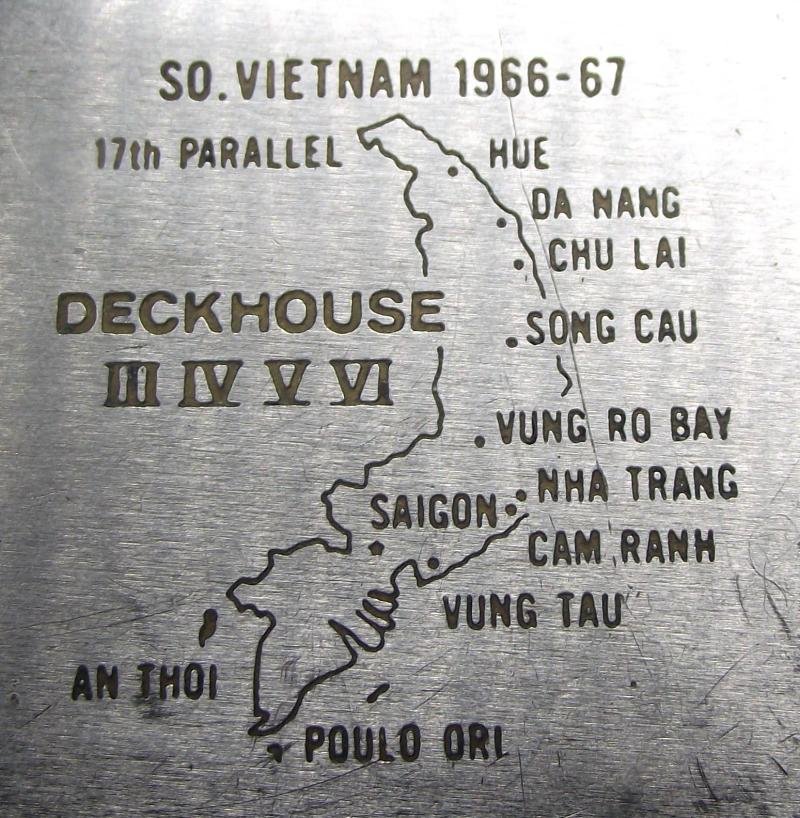 SO. VIETNAM 1966-67
17th PARALLEL
HUE
DA NANG
CHU LAI
DECKHOUSE
III IV V VI
SONG CAU
VUNG RO BAY
NHA TRANG
SAIGON
CAM RANH
VUNG TAU
AN THOI
POULO ORI